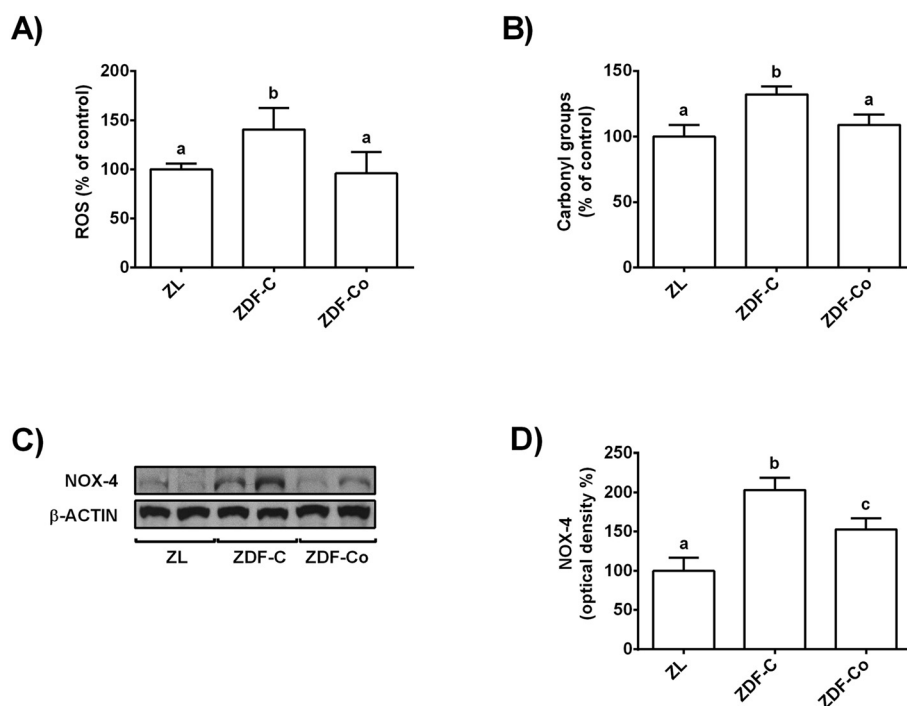 A)
ROS (% of control)
200
150
100
50
0
a
b
a
ZL
ZDF-C
ZDF-Co
B)
Carbonyl groups
(% of control)
150
100
50
0
a
b
a
ZL
ZDF-C
ZDF-Co
C)
NOX-4
β-ACTIN
ZL ZDF-C ZDF-Co
D)
NOX-4
(optical density %)
250
200
150
100
50
0
a
b
c
ZL
ZDF-C
ZDF-Co